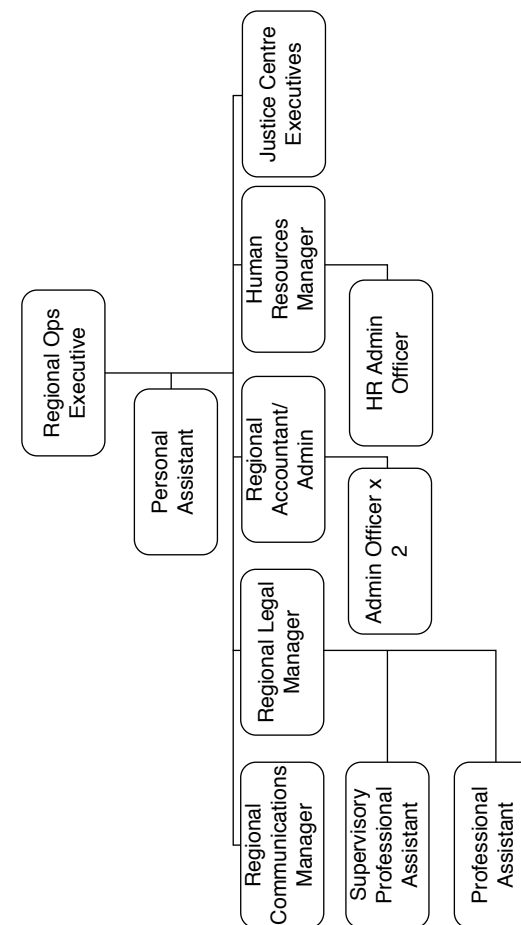 Regional Ops
Executive
Personal
Assistant
Regional
Communications
Manager
Regional Legal
Manager
Regional
Accountant/
Admin
Human
Resources
Manager
Justice Centre
Executives
Supervisory
Professional
Assistant
Admin Officer x
2
HR Admin
Officer
Professional
Assistant